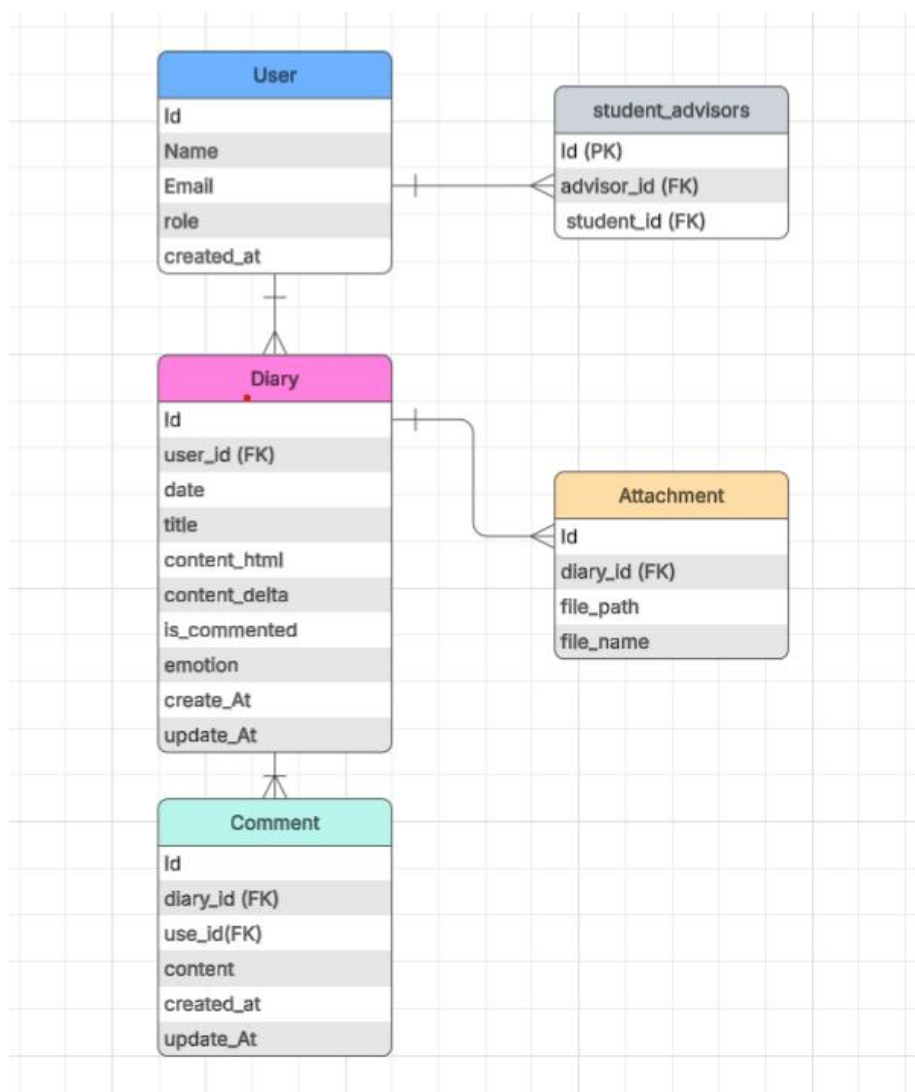 User
Id
Name
Email
role
created_at
student_advisors
Id (PK)
advisor_id (FK)
student_id (FK)
Diary
Id
user_id (FK)
date
title
content_html
content_delta
is_commented
emotion
create_At
update_At
Attachment
Id
diary_id (FK)
file_path
file_name
Comment
Id
diary_id (FK)
use_id(FK)
content
created_at
update_At